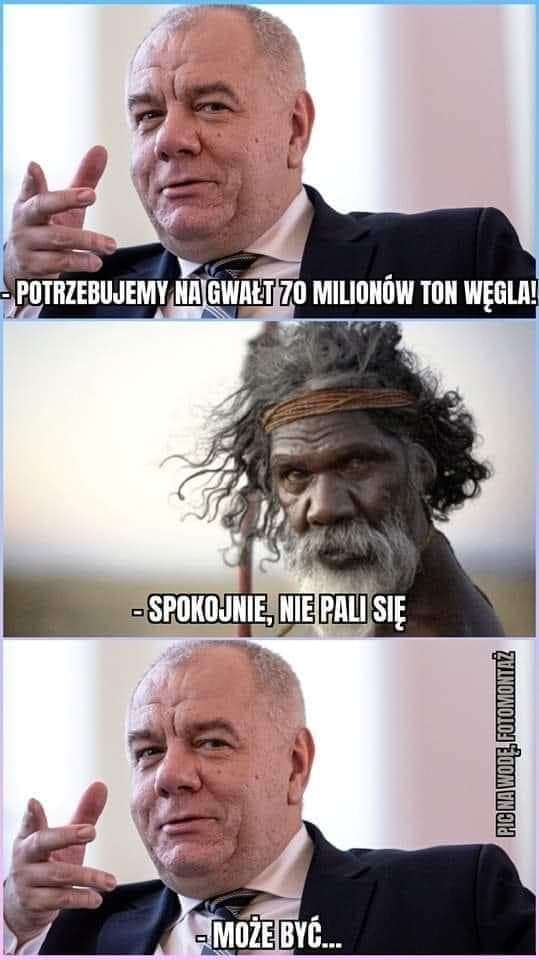 - POTRZEBUJEMY NA GWAŁT 70 MILIONÓW TON WĘGLA!
- SPOKOJNIE, NIE PALI SIĘ
PIC NA WODĘ, FOTOMONTAŻ
- MOŻE BYĆ...